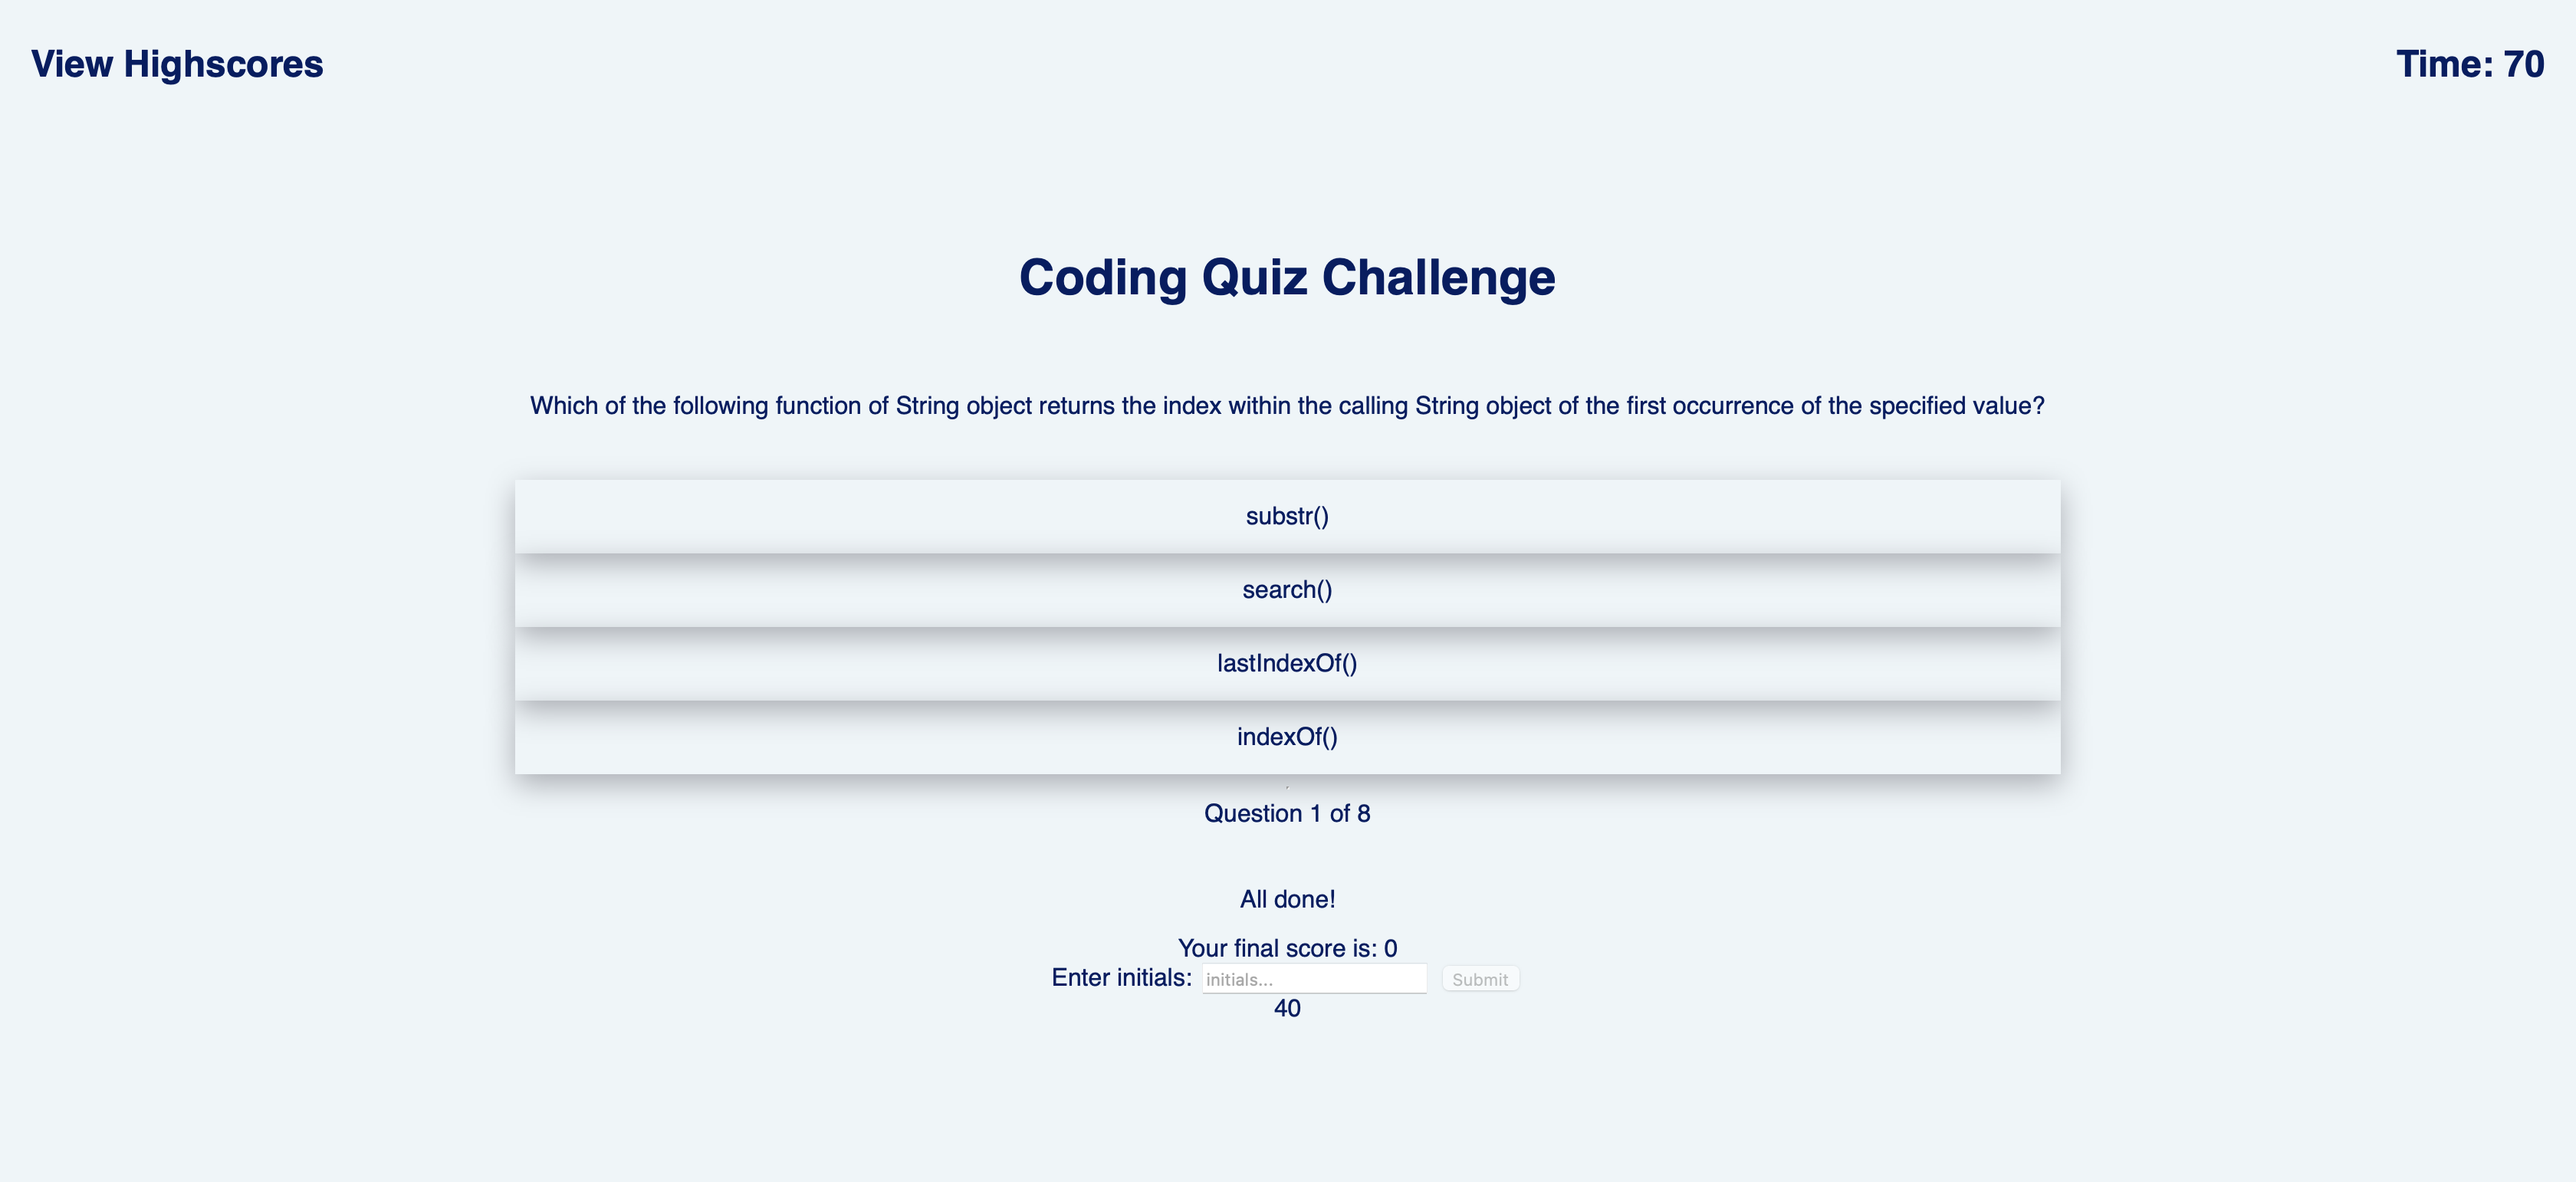 View Highscores
Time: 70
Coding Quiz Challenge
Which of the following function of String object returns the index within the calling String object of the first occurrence of the specified value?
substr()
search()
lastIndexOf()
indexOf()
Question 1 of 8
All done!
Your final score is: 0
Enter initials: initials... Submit
40